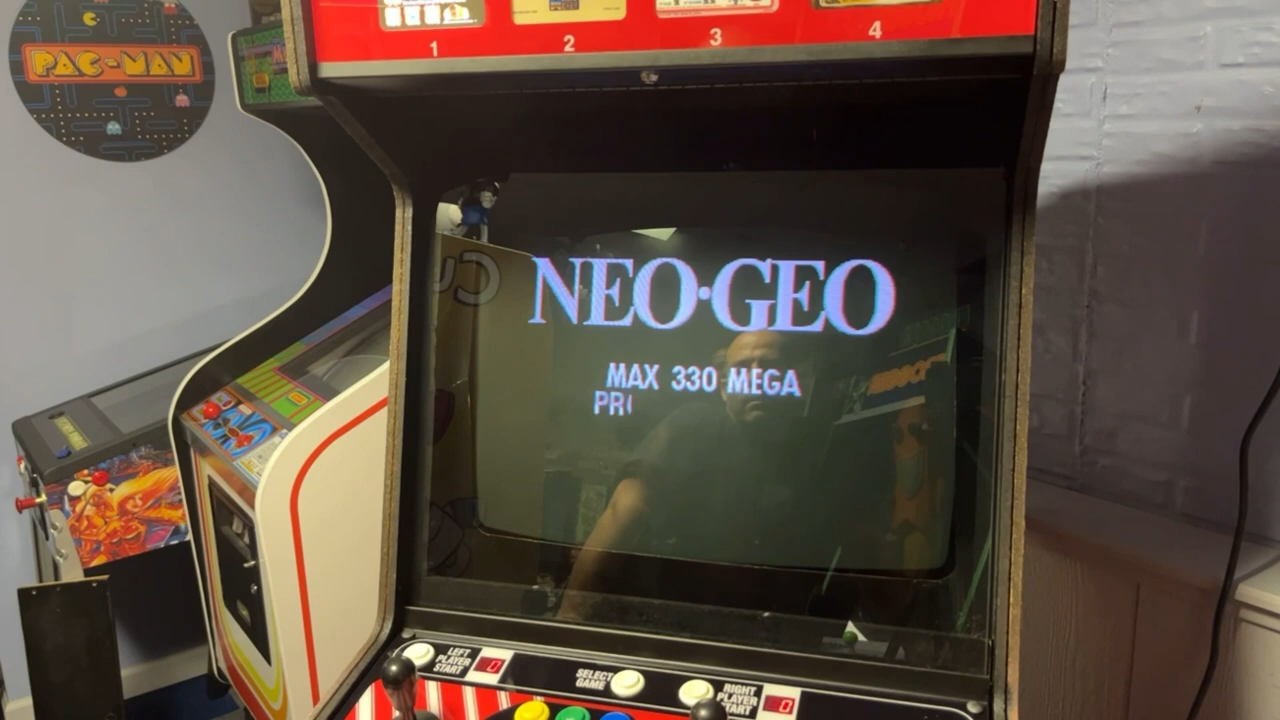 PAC-MAN
1
2
3
4
NEO·GEO
MAX 330 MEGA
PR
LEFT
PLAYER
START
0
SELECT
GAME
RIGHT
PLAYER
START
0